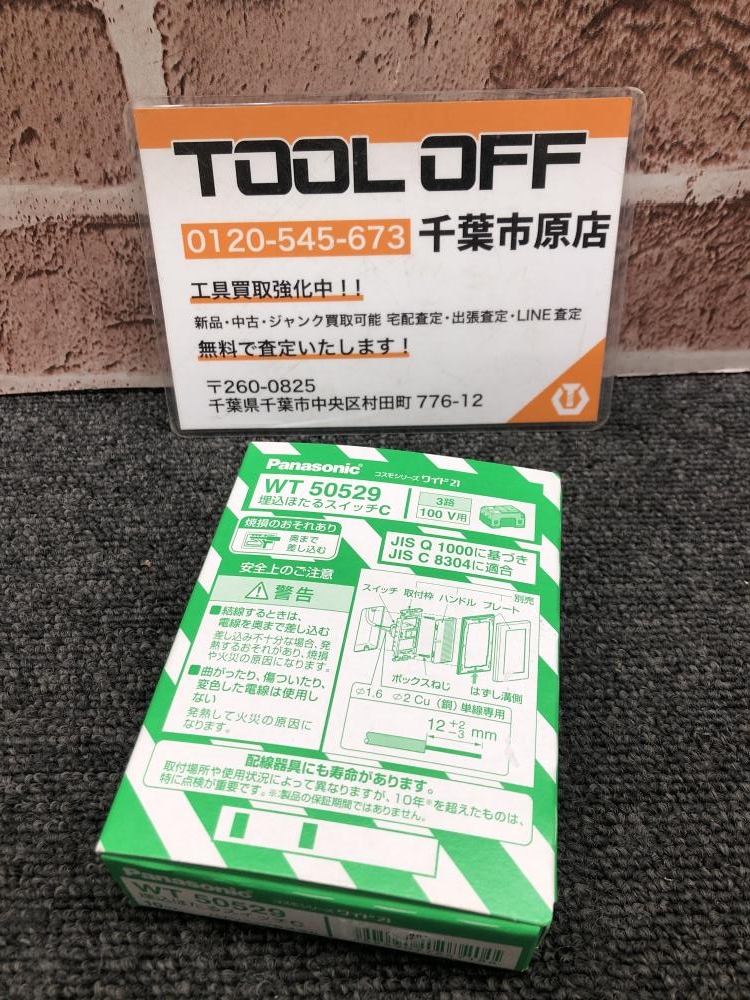 TOOL OFF
0120-545-673 千葉市原店
工具買取強化中!!
新品・中古・ジャンク買取可能 宅配査定・出張査定・LINE査定
無料で査定いたします!
〒260-0825
千葉県千葉市中央区村田町 776-12
Panasonic コスモシリーズ ワイド21
WT 50529
埋込ほたるスイッチC
3路
100 V用
焼損のおそれあり
奥まで
差し込む
JIS Q 1000に基づき
JIS C 8304に適合
安全上のご注意
警告
■結線するときは、
電線を奥まで差し込む
差し込み不十分な場合、発
熱するおそれがあり、焼損
や火災の原因になります。
■曲がったり、傷ついたり、
変色した電線は使用し
ない
発熱して火災の原因に
なります。
別売
スイッチ 取付枠 ハンドル プレート
ボックスねじ
はずし溝側
φ1.6 φ2 Cu (銅) 単線専用
12 +2 -3 mm
配線器具にも寿命があります。
取付場所や使用状況によって異なりますが、10年※を超えたものは、
特に点検が重要です。※:製品の保証期間ではありません。
Panasonic コスモシリーズ ワイド21
WT 50529